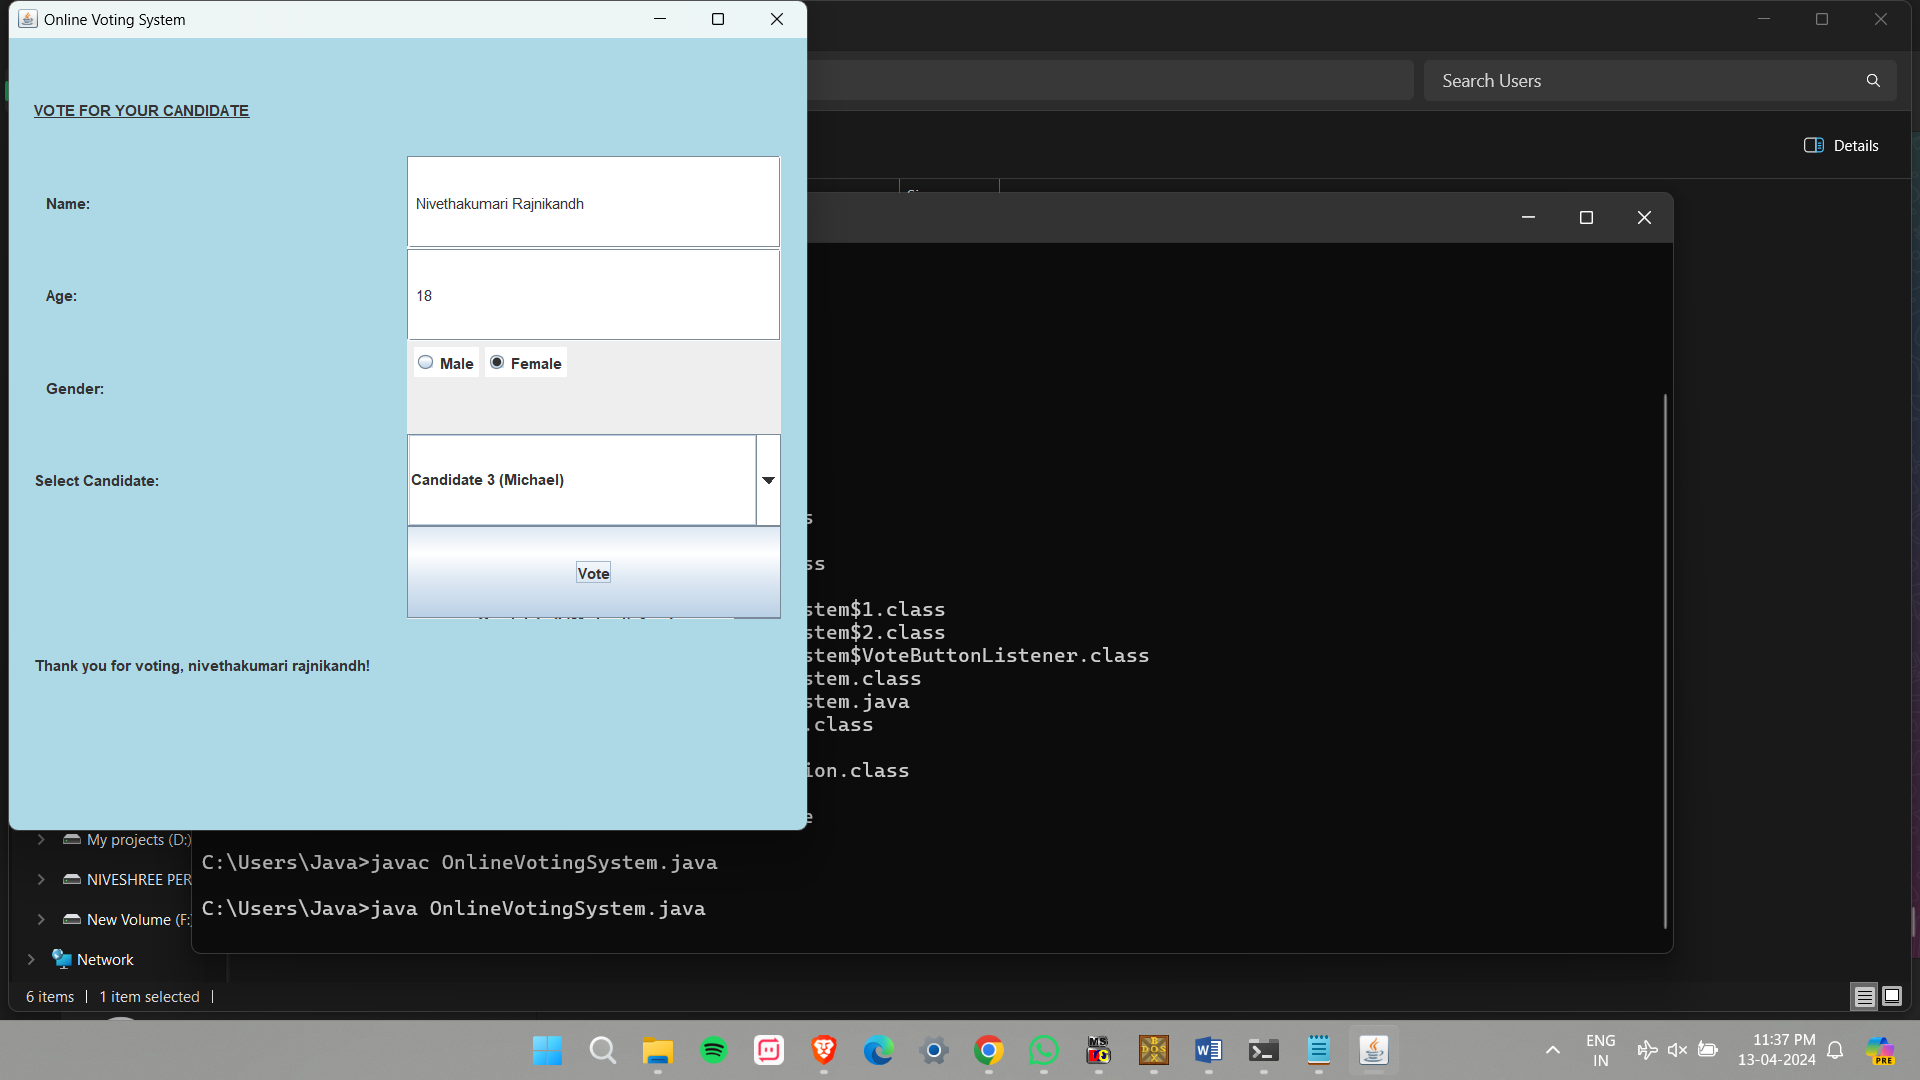 Online Voting System
VOTE FOR YOUR CANDIDATE
Name:
Nivethakumari Rajnikandh
Age:
18
Gender:
Male
Female
Select Candidate:
Candidate 3 (Michael)
Vote
Thank you for voting, nivethakumari rajnikandh!
Search Users
Details
stem$1.class
stem$2.class
stem$VoteButtonListener.class
stem.class
stem.java
.class
ion.class
C:\Users\Java>javac OnlineVotingSystem.java
C:\Users\Java>java OnlineVotingSystem.java
My projects (D:)
NIVESHREE PER
New Volume (F:
Network
6 items | 1 item selected |
ENG
IN
11:37 PM
13-04-2024
PRE
MS
DOS